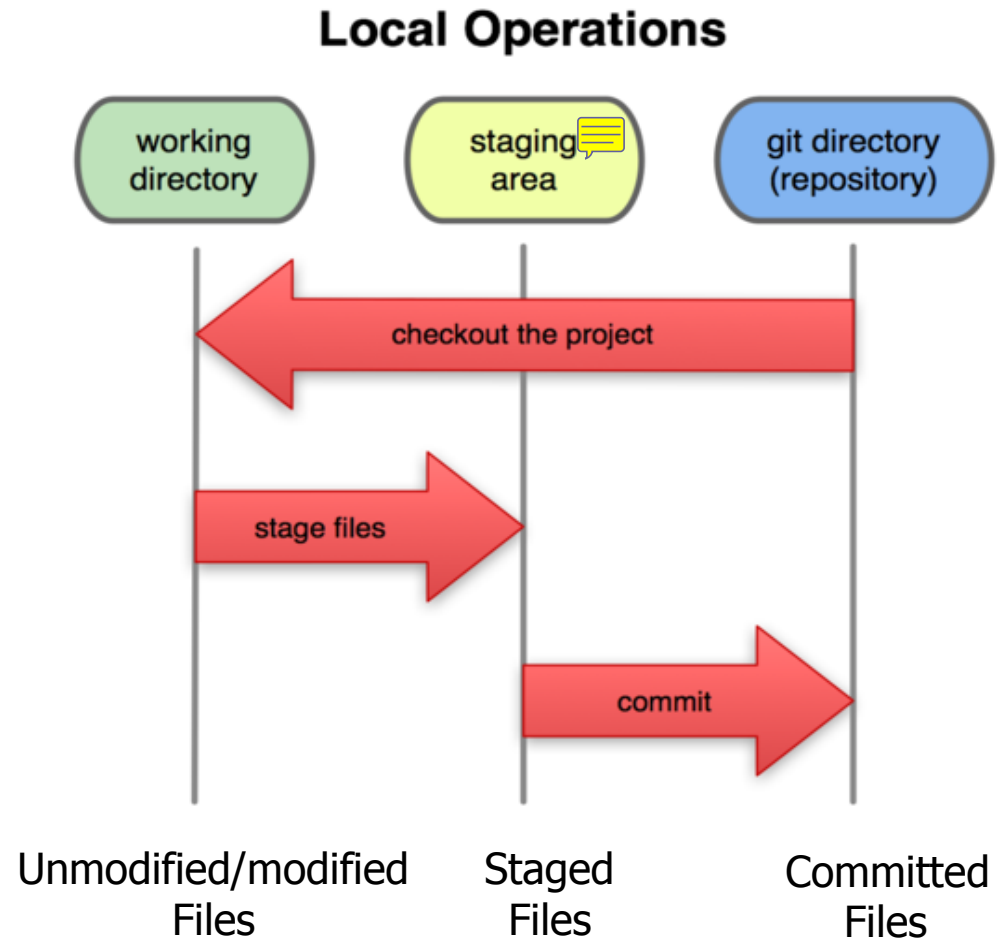 Local Operations
working
directory
staging
area
git directory
(repository)
checkout the project
stage files
commit
Unmodified/modified
Files
Staged
Files
Committed
Files